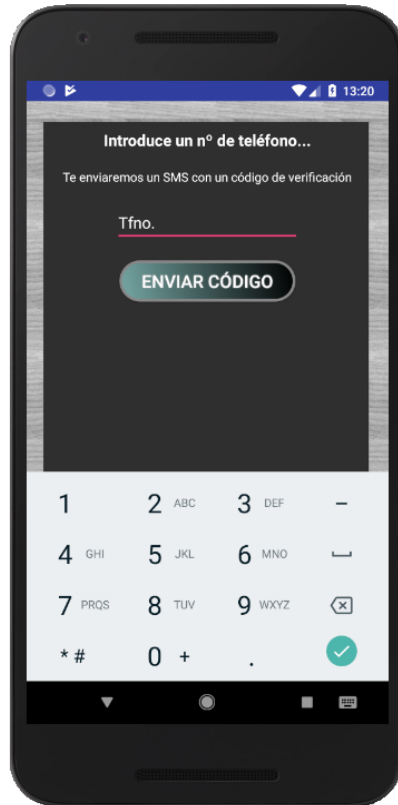 13:20
Introduce un nº de teléfono...
Te enviaremos un SMS con un código de verificación
Tfno.
ENVIAR CÓDIGO
1 2 ABC 3 DEF -
4 GHI 5 JKL 6 MNO
7 PRQS 8 TUV 9 WXYZ
* # 0 + .